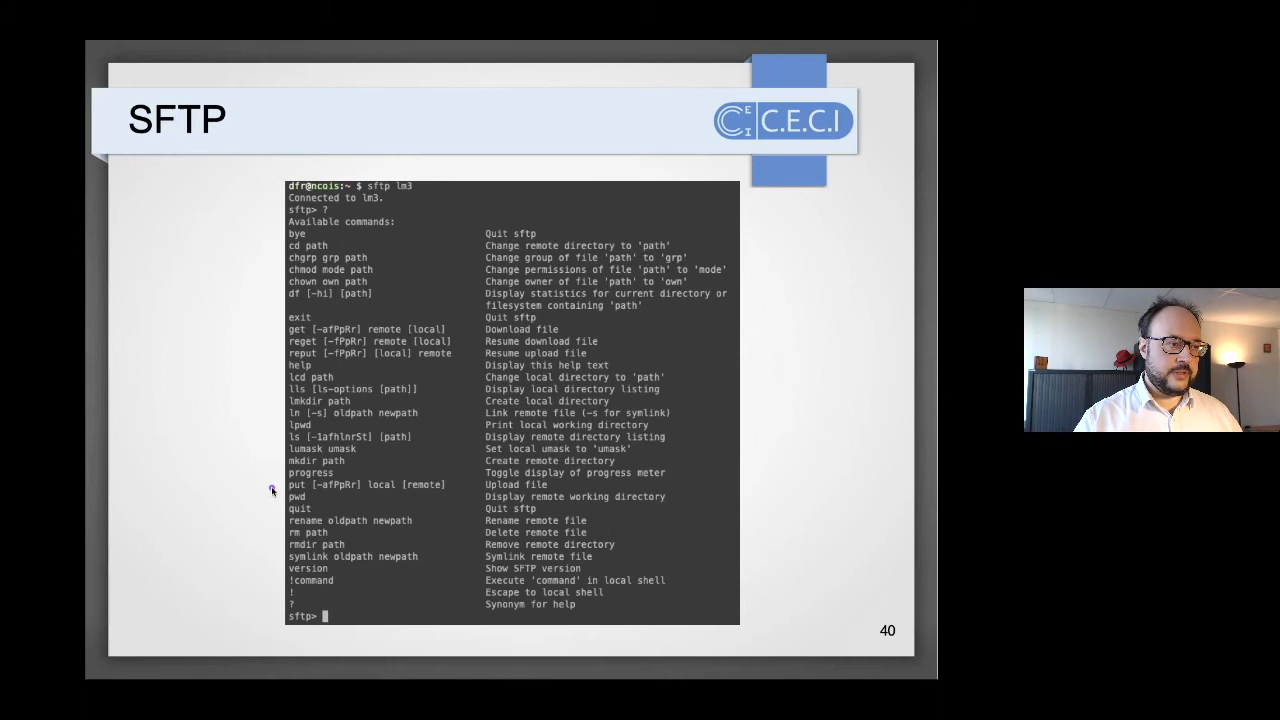 SFTP
C E I C.E.C.I
dfr@ncois:~ $ sftp lm3
Connected to lm3.
sftp> ?
Available commands:
bye Quit sftp
cd path Change remote directory to 'path'
chgrp grp path Change group of file 'path' to 'grp'
chmod mode path Change permissions of file 'path' to 'mode'
chown own path Change owner of file 'path' to 'own'
df [-hi] [path] Display statistics for current directory or
filesystem containing 'path'
exit Quit sftp
get [-afPpRr] remote [local] Download file
reget [-fPpRr] remote [local] Resume download file
reput [-fPpRr] [local] remote Resume upload file
help Display this help text
lcd path Change local directory to 'path'
lls [ls-options [path]] Display local directory listing
lmkdir path Create local directory
ln [-s] oldpath newpath Link remote file (-s for symlink)
lpwd Print local working directory
ls [-1afhlnrSt] [path] Display remote directory listing
lumask umask Set local umask to 'umask'
mkdir path Create remote directory
progress Toggle display of progress meter
put [-afPpRr] local [remote] Upload file
pwd Display remote working directory
quit Quit sftp
rename oldpath newpath Rename remote file
rm path Delete remote file
rmdir path Remove remote directory
symlink oldpath newpath Symlink remote file
version Show SFTP version
!command Execute 'command' in local shell
! Escape to local shell
? Synonym for help
sftp>
40